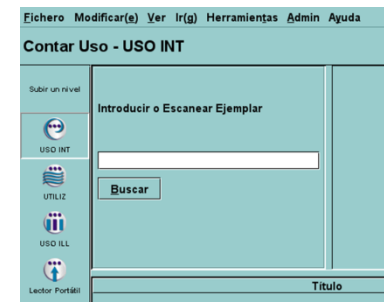 Fichero Modificar(e) Ver Ir(g) Herramientas Admin Ayuda
Contar Uso - USO INT
Subir un nivel
Introducir o Escanear Ejemplar
USO INT
Buscar
UTILIZ
USO ILL
Lector Portátil
Título